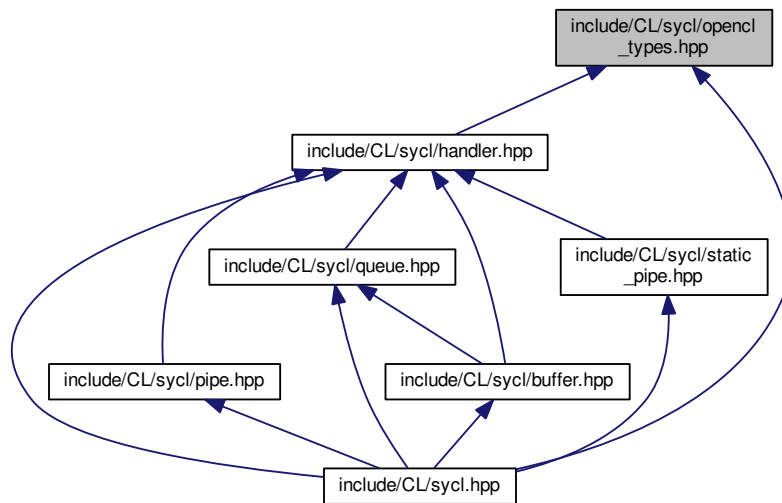 include/CL/sycl/opencl
_types.hpp
include/CL/sycl/handler.hpp
include/CL/sycl/queue.hpp
include/CL/sycl/static
_pipe.hpp
include/CL/sycl/pipe.hpp
include/CL/sycl/buffer.hpp
include/CL/sycl.hpp